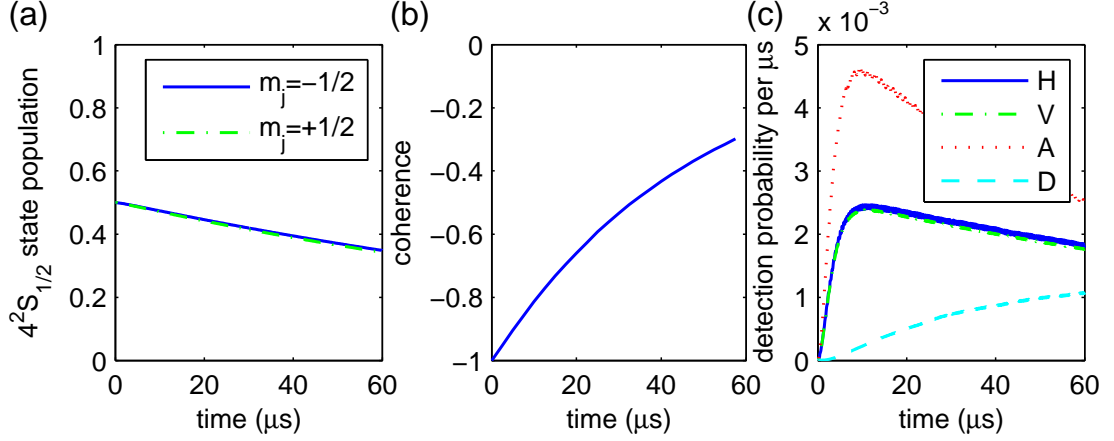 (a)
4²S₁/₂ state population
1
0.8
0.6
0.4
0.2
0
m_j=−1/2
m_j=+1/2
0 20 40 60
time (μs)
(b)
coherence
0
−0.2
−0.4
−0.6
−0.8
−1
0 20 40 60
time (μs)
(c)
x 10⁻³
detection probability per μs
5
4
3
2
1
0
H
V
A
D
0 20 40 60
time (μs)